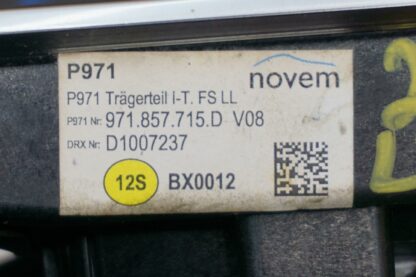 P971
novem
P971 Trägerteil I-T. FS LL
P971 Nr: 971.857.715.D V08
DRX Nr: D1007237
12S BX0012